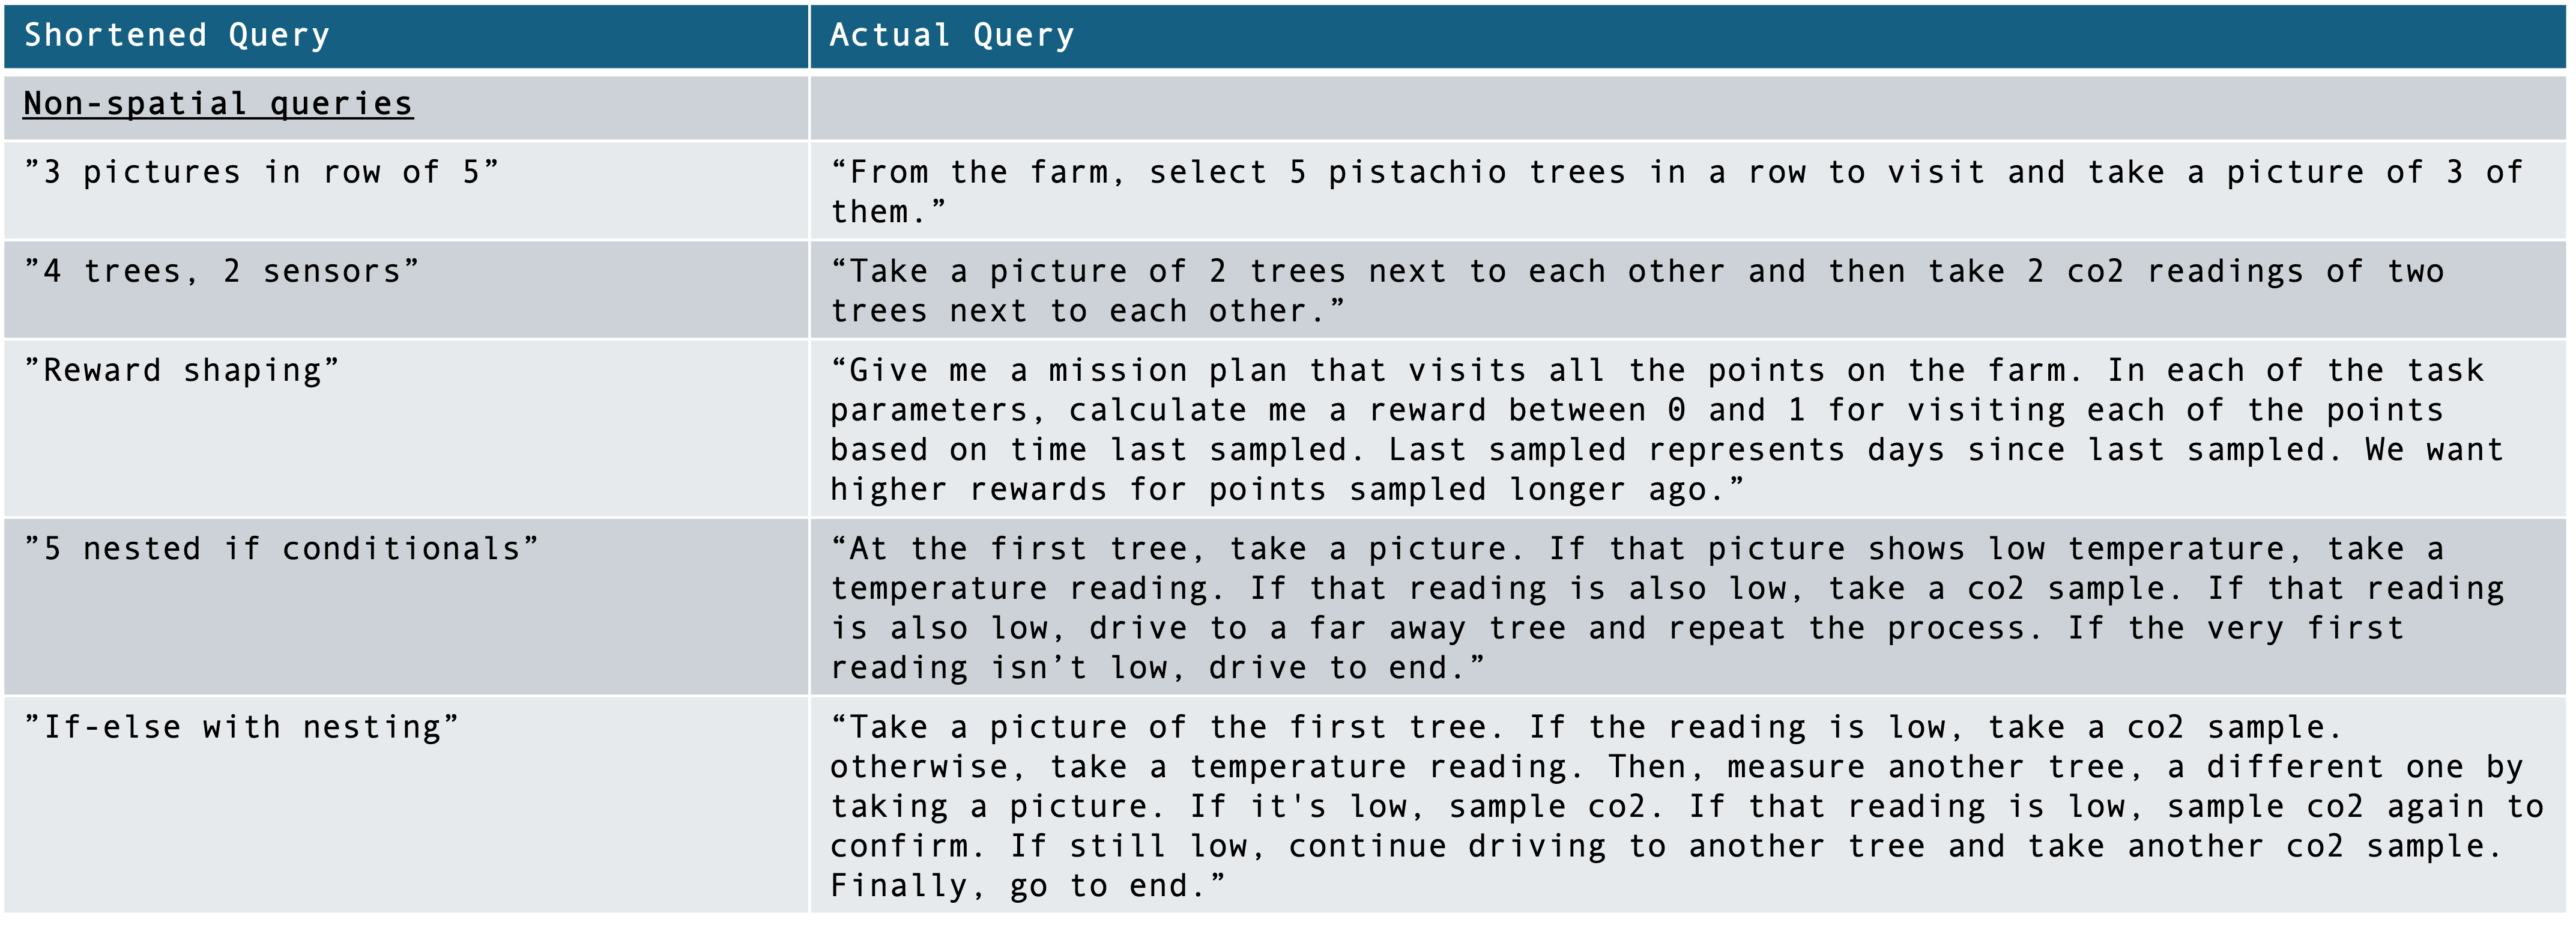 Shortened Query
Actual Query
Non-spatial queries
”3 pictures in row of 5”
“From the farm, select 5 pistachio trees in a row to visit and take a picture of 3 of
them.”
”4 trees, 2 sensors”
“Take a picture of 2 trees next to each other and then take 2 co2 readings of two
trees next to each other.”
”Reward shaping”
“Give me a mission plan that visits all the points on the farm. In each of the task
parameters, calculate me a reward between 0 and 1 for visiting each of the points
based on time last sampled. Last sampled represents days since last sampled. We want
higher rewards for points sampled longer ago.”
”5 nested if conditionals”
“At the first tree, take a picture. If that picture shows low temperature, take a
temperature reading. If that reading is also low, take a co2 sample. If that reading
is also low, drive to a far away tree and repeat the process. If the very first
reading isn’t low, drive to end.”
”If-else with nesting”
“Take a picture of the first tree. If the reading is low, take a co2 sample.
otherwise, take a temperature reading. Then, measure another tree, a different one by
taking a picture. If it's low, sample co2. If that reading is low, sample co2 again to
confirm. If still low, continue driving to another tree and take another co2 sample.
Finally, go to end.”